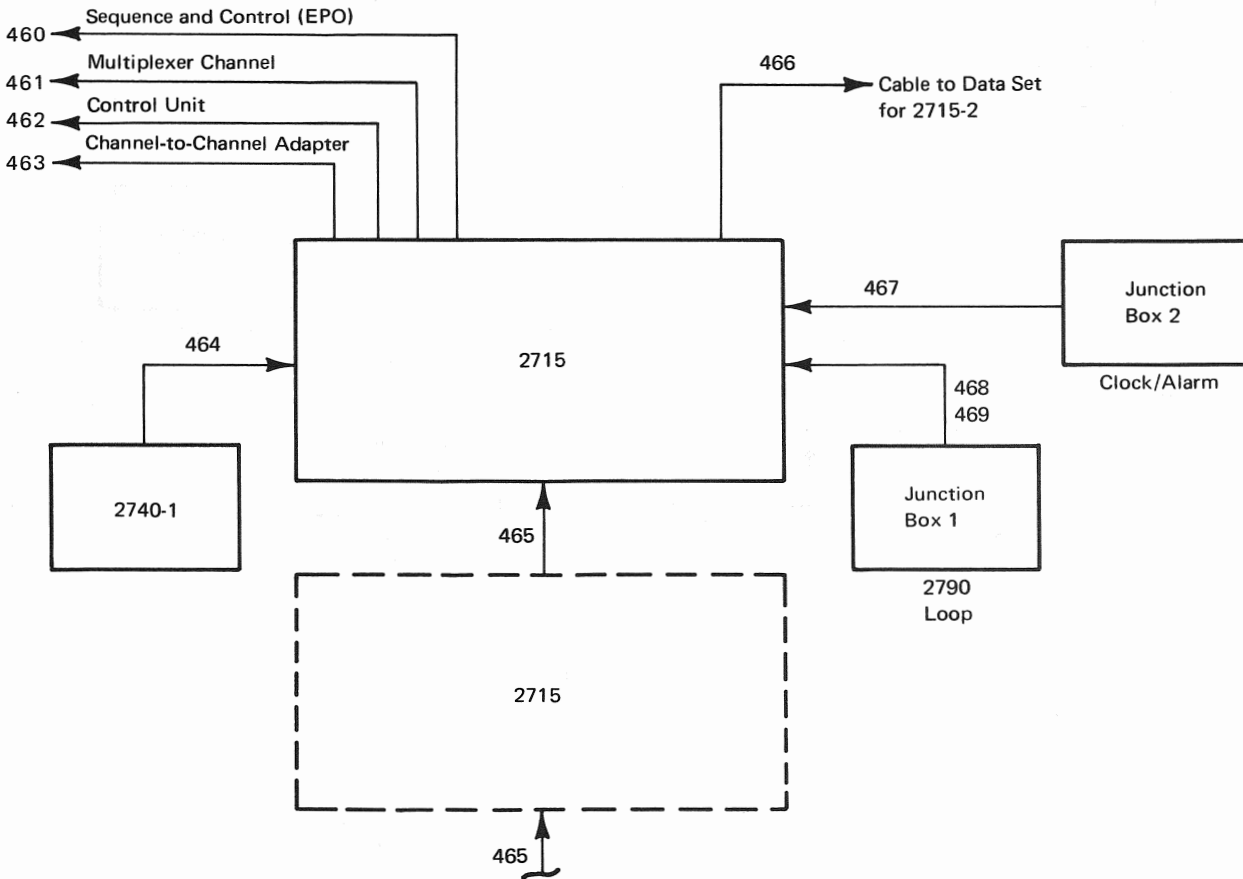 Sequence and Control (EPO)
460
Multiplexer Channel
461
Control Unit
462
Channel-to-Channel Adapter
463
466
Cable to Data Set
for 2715-2
467
Junction
Box 2
Clock/Alarm
464
2715
468
469
2740-1
Junction
Box 1
2790
Loop
465
2715
465